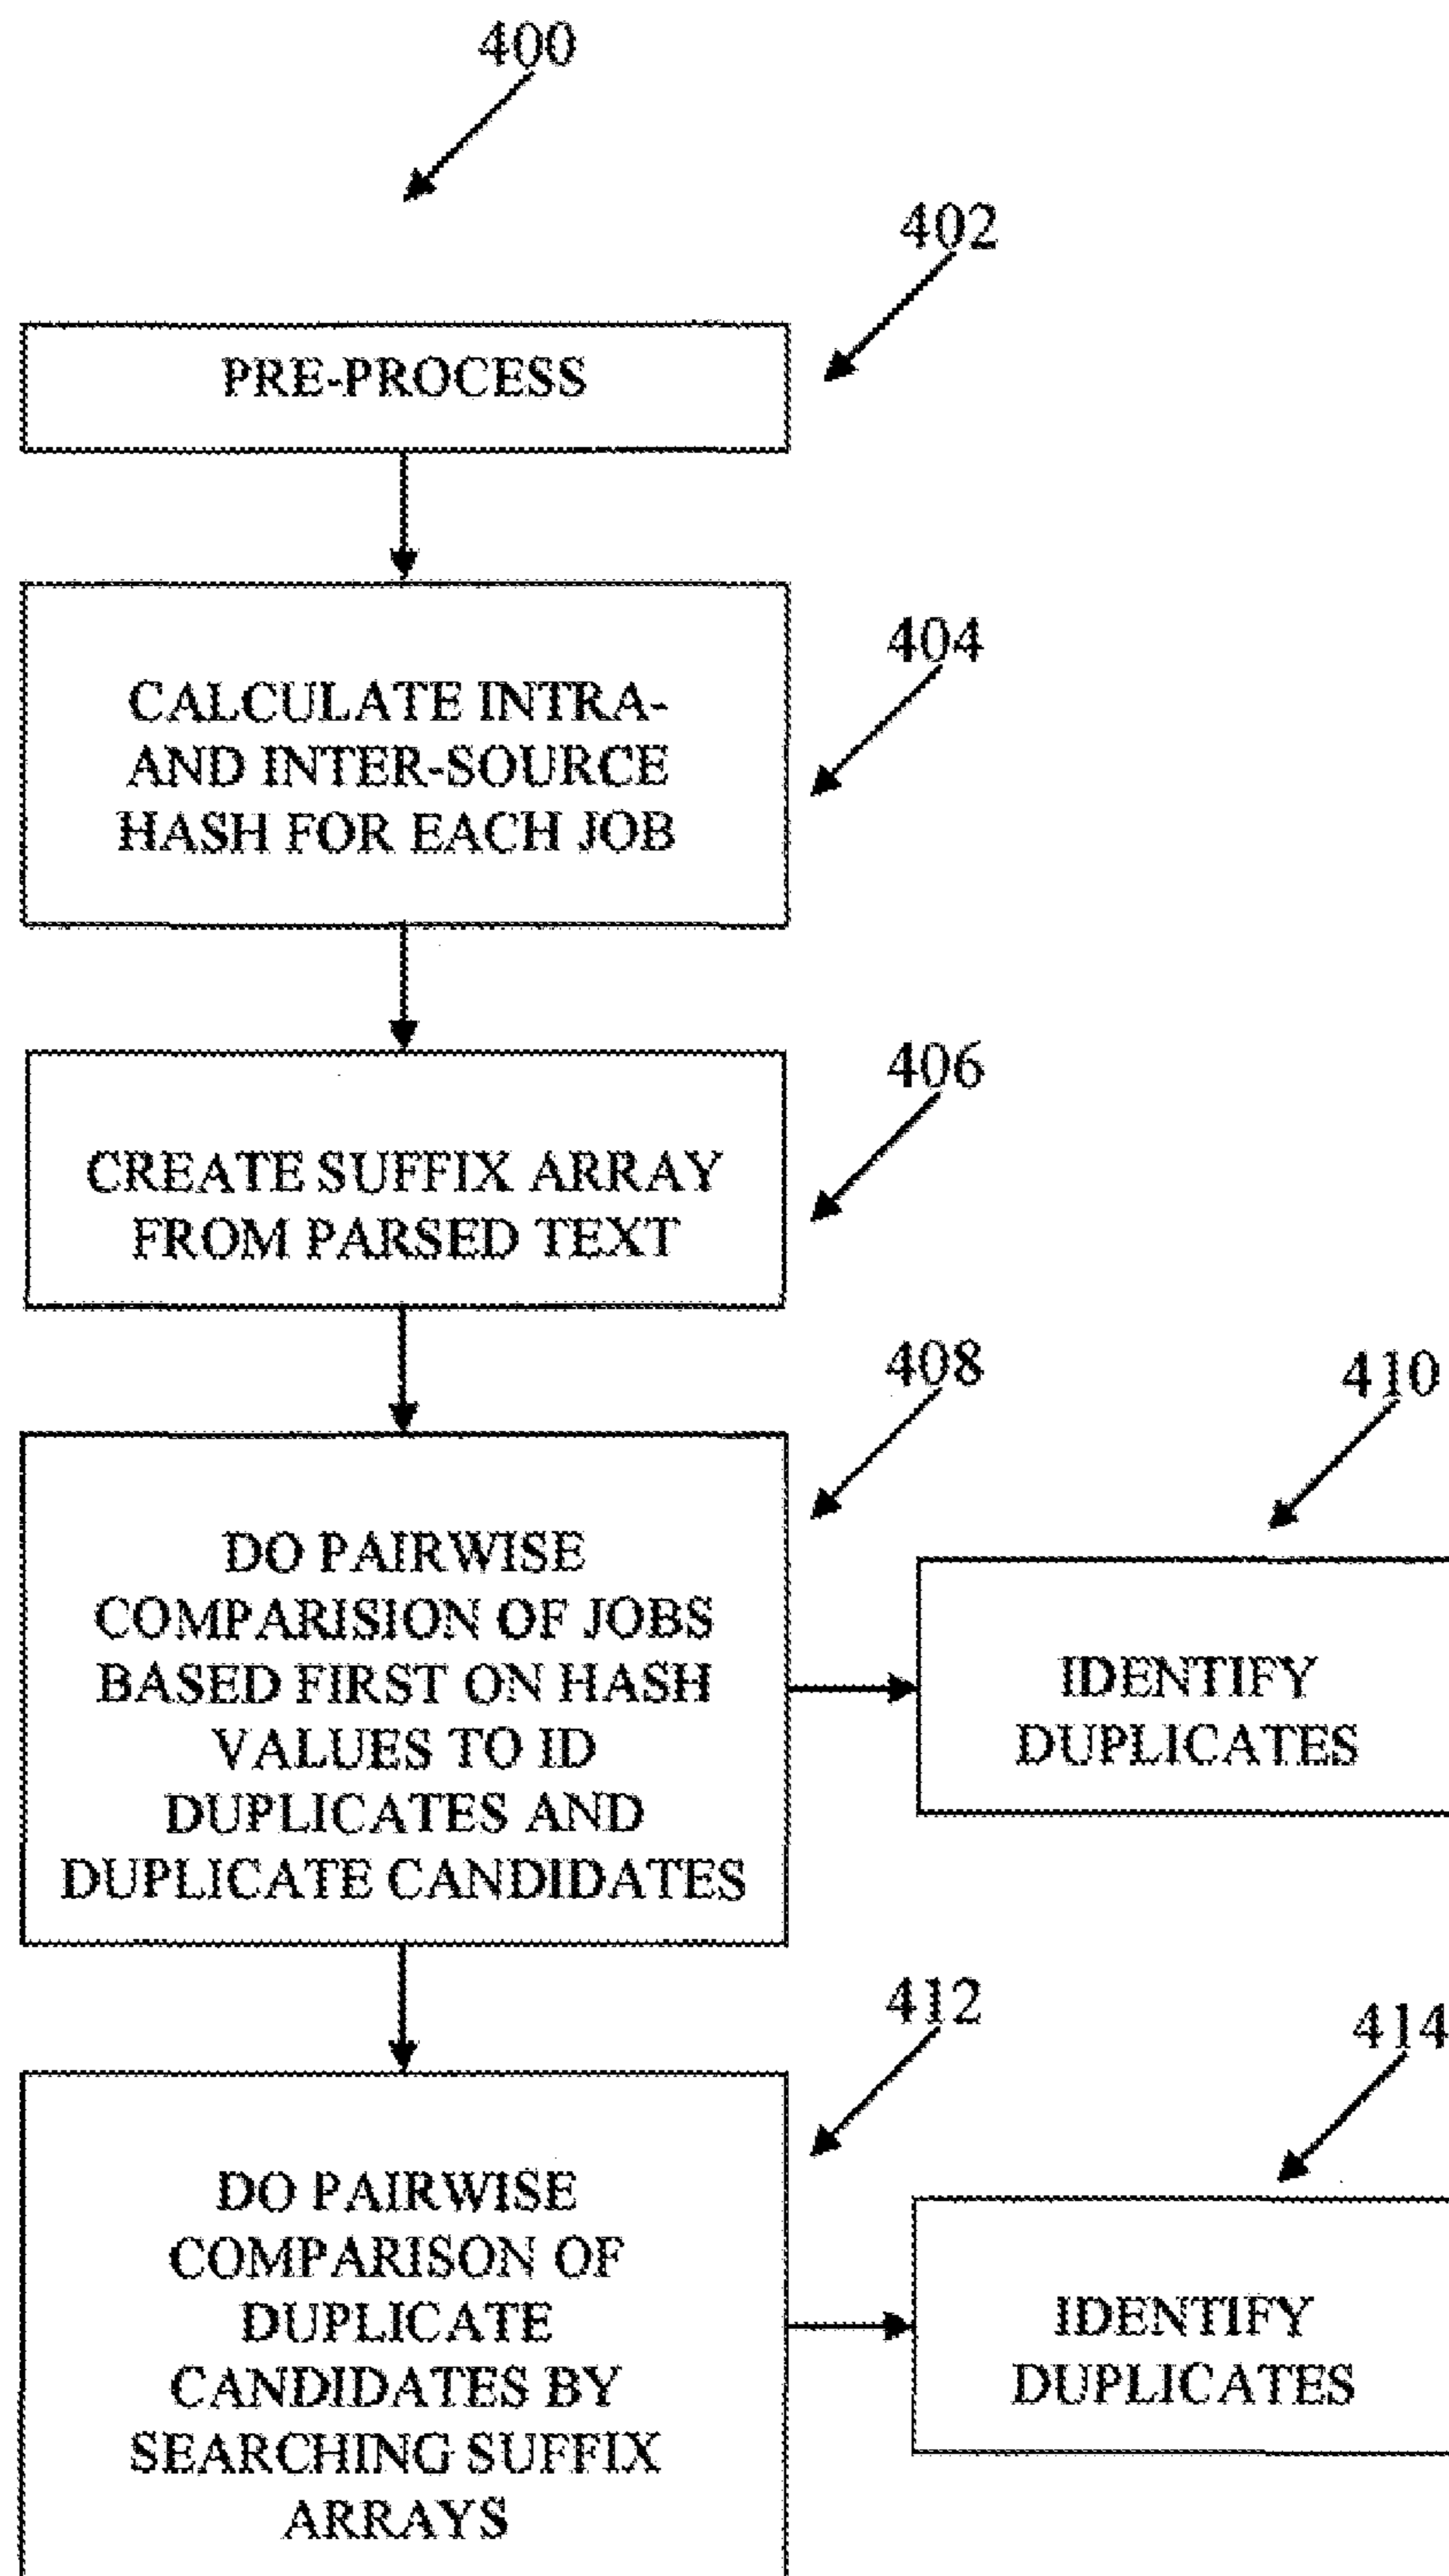 400
402
PRE-PROCESS
404
CALCULATE INTRA-
AND INTER-SOURCE
HASH FOR EACH JOB
406
CREATE SUFFIX ARRAY
FROM PARSED TEXT
408
410
DO PAIRWISE
COMPARISION OF JOBS
BASED FIRST ON HASH
VALUES TO ID
DUPLICATES AND
DUPLICATE CANDIDATES
IDENTIFY
DUPLICATES
412
414
DO PAIRWISE
COMPARISON OF
DUPLICATE
CANDIDATES BY
SEARCHING SUFFIX
ARRAYS
IDENTIFY
DUPLICATES